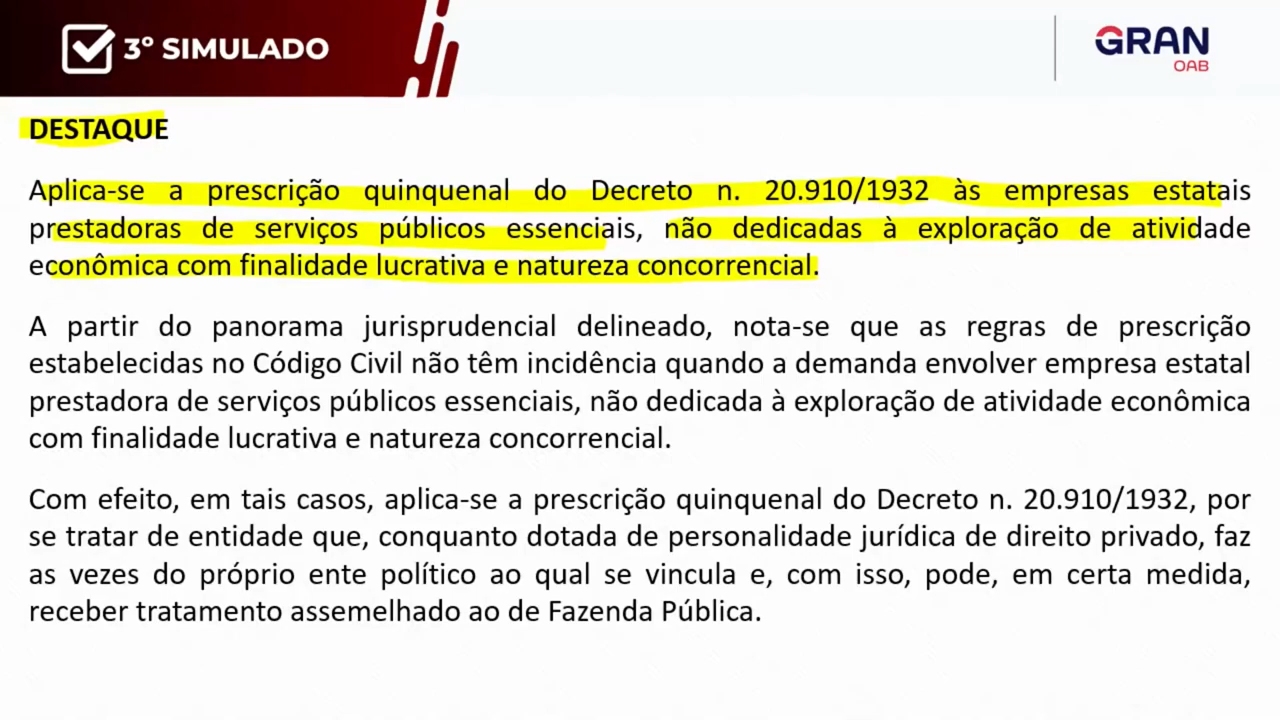 3º SIMULADO
GRAN
OAB
DESTAQUE
Aplica-se a prescrição quinquenal do Decreto n. 20.910/1932 às empresas estatais
prestadoras de serviços públicos essenciais, não dedicadas à exploração de atividade
econômica com finalidade lucrativa e natureza concorrencial.
A partir do panorama jurisprudencial delineado, nota-se que as regras de prescrição
estabelecidas no Código Civil não têm incidência quando a demanda envolver empresa estatal
prestadora de serviços públicos essenciais, não dedicada à exploração de atividade econômica
com finalidade lucrativa e natureza concorrencial.
Com efeito, em tais casos, aplica-se a prescrição quinquenal do Decreto n. 20.910/1932, por
se tratar de entidade que, conquanto dotada de personalidade jurídica de direito privado, faz
as vezes do próprio ente político ao qual se vincula e, com isso, pode, em certa medida,
receber tratamento assemelhado ao de Fazenda Pública.